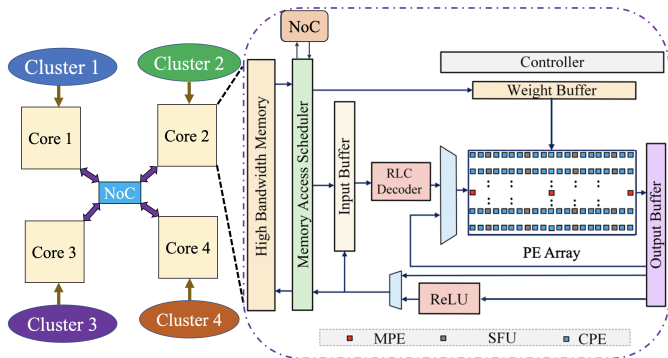 Cluster 1
Cluster 2
Core 1
Core 2
NoC
Core 3
Core 4
Cluster 3
Cluster 4
NoC
Controller
High Bandwidth Memory
Memory Access Scheduler
Weight Buffer
Input Buffer
RLC
Decoder
PE Array
Output Buffer
ReLU
MPE
SFU
CPE